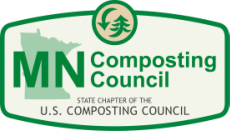 MN Composting
Council
STATE CHAPTER OF THE
U.S. COMPOSTING COUNCIL